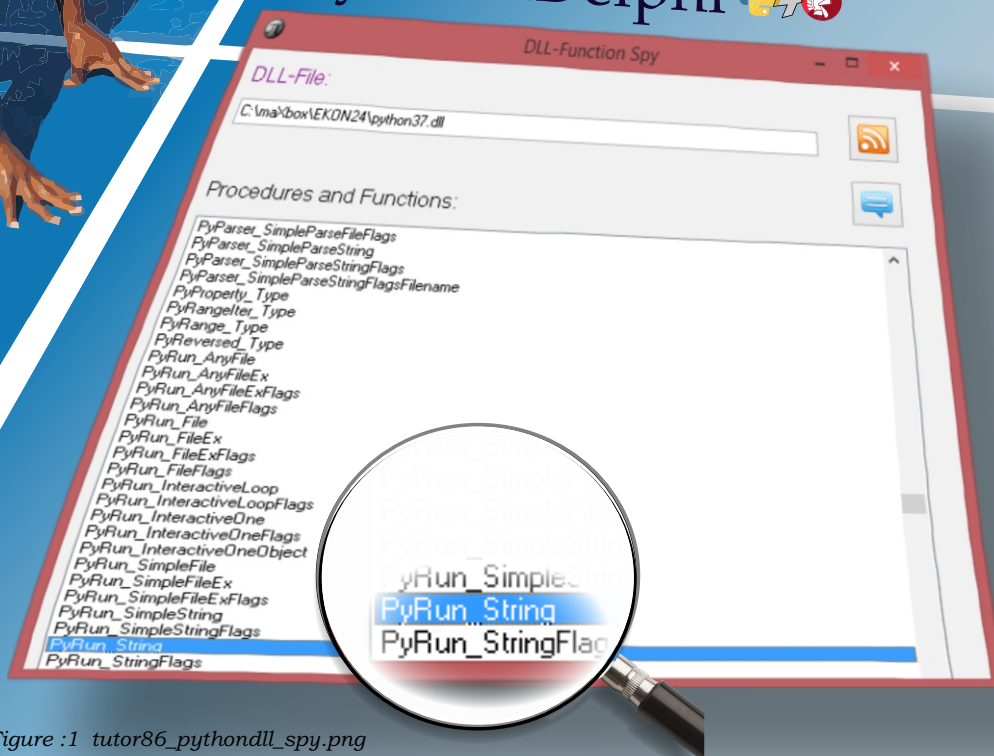 DLL-Function Spy
DLL-File:
C:\maXbox\EKON24\python37.dll
Procedures and Functions:
PyParser_SimpleParseFileFlags
PyParser_SimpleParseString
PyParser_SimpleParseStringFlags
PyParser_SimpleParseStringFlagsFilename
PyProperty_Type
PyRangeIter_Type
PyRange_Type
PyReversed_Type
PyRun_AnyFile
PyRun_AnyFileEx
PyRun_AnyFileExFlags
PyRun_AnyFileFlags
PyRun_File
PyRun_FileEx
PyRun_FileExFlags
PyRun_FileFlags
PyRun_InteractiveLoop
PyRun_InteractiveLoopFlags
PyRun_InteractiveOne
PyRun_InteractiveOneFlags
PyRun_InteractiveOneObject
PyRun_SimpleFile
PyRun_SimpleFileEx
PyRun_SimpleFileExFlags
PyRun_SimpleString
PyRun_SimpleStringFlags
PyRun_String
PyRun_StringFlags
PyRun_Simple
PyRun_String
PyRun_StringFlag
Figure :1 tutor86_pythondll_spy.png